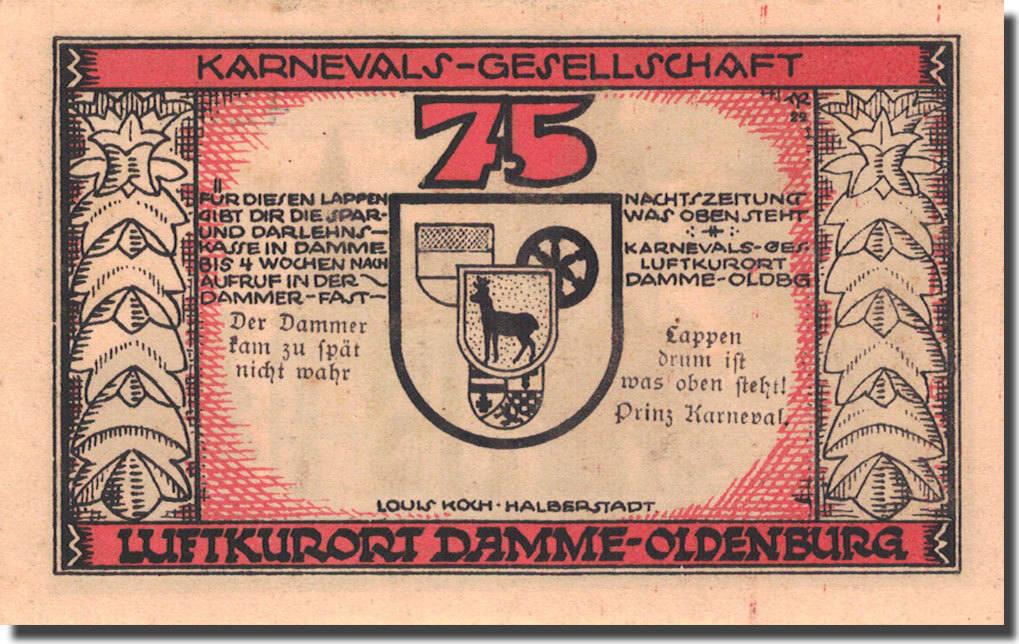 KARNEVALS-GESELLSCHAFT
75
FÜR DIESEN LAPPEN
GIBT DIR DIE SPAR-
UND DARLEHNS-
KASSE IN DAMME
BIS 4 WOCHEN NACH
AUFRUF IN DER
DAMMER-FAST-
Der Dammer
kam zu spät
nicht wahr
NACHTSZEITUNG
WAS OBEN STEHT
KARNEVALS-GES
LUFTKURORT
DAMME-OLDBG
Lappen
drum ist
was oben steht!
Prinz Karneval.
LOUIS KOCH · HALBERSTADT
LUFTKURORT DAMME-OLDENBURG